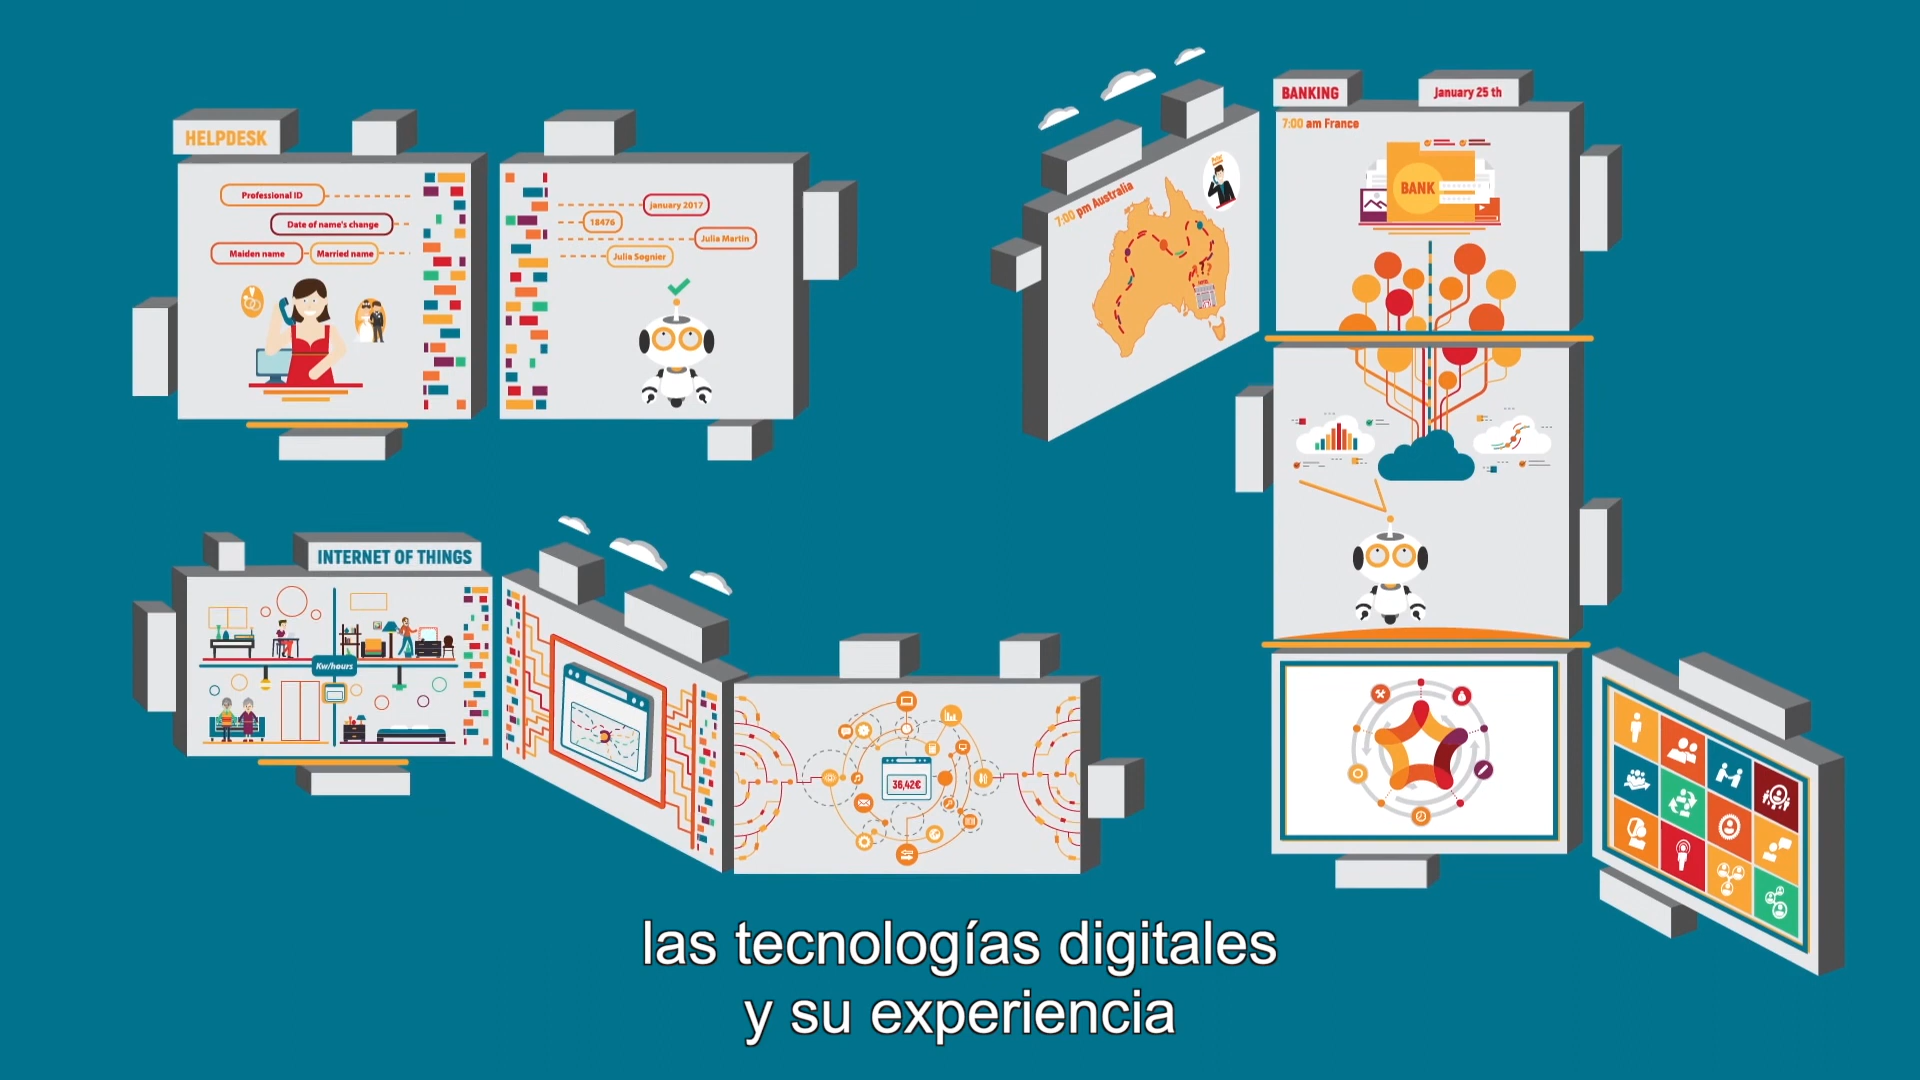 HELPDESK
Professional ID
Date of name's change
Maiden name
Married name
january 2017
18476
Julia Martin
Julia Sognier
7:00 pm Australia
BANKING
January 25 th
7:00 am France
BANK
INTERNET OF THINGS
Kw/hours
36,42€
las tecnologías digitales
y su experiencia